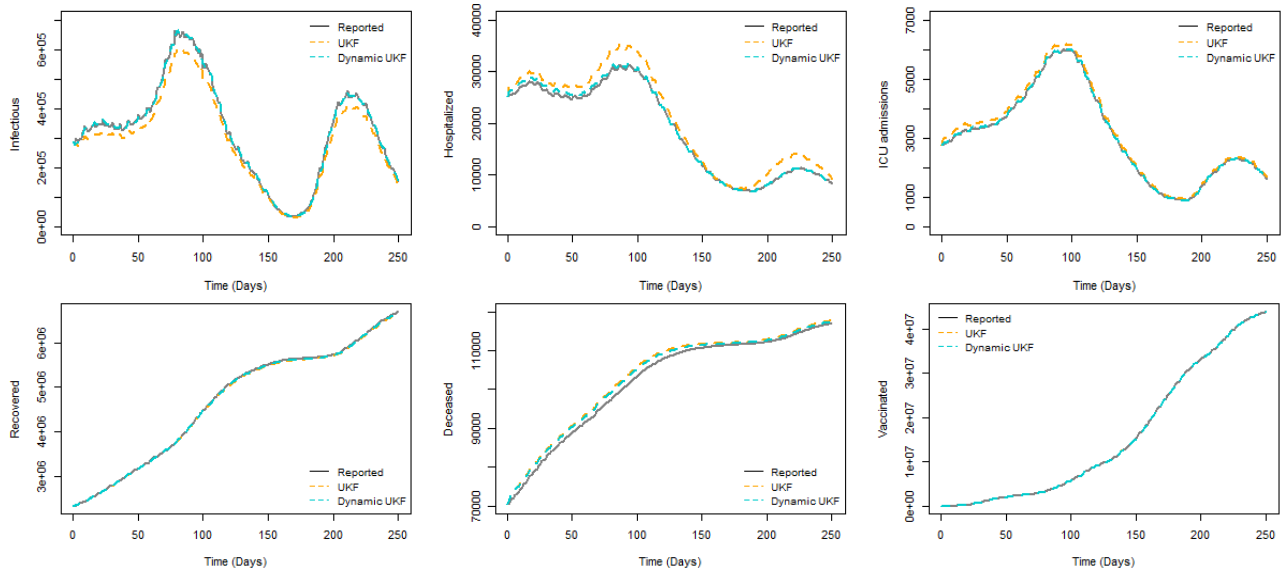 Infectious
0e+00 2e+05 4e+05 6e+05
Reported
UKF
Dynamic UKF
0 50 100 150 200 250
Time (Days)
Hospitalized
0 10000 20000 30000 40000
Reported
UKF
Dynamic UKF
0 50 100 150 200 250
Time (Days)
ICU admissions
0 1000 3000 5000 7000
Reported
UKF
Dynamic UKF
0 50 100 150 200 250
Time (Days)
Recovered
3e+06 4e+06 5e+06 6e+06
Reported
UKF
Dynamic UKF
0 50 100 150 200 250
Time (Days)
Deceased
70000 90000 110000
Reported
UKF
Dynamic UKF
0 50 100 150 200 250
Time (Days)
Vaccinated
0e+00 1e+07 2e+07 3e+07 4e+07
Reported
UKF
Dynamic UKF
0 50 100 150 200 250
Time (Days)